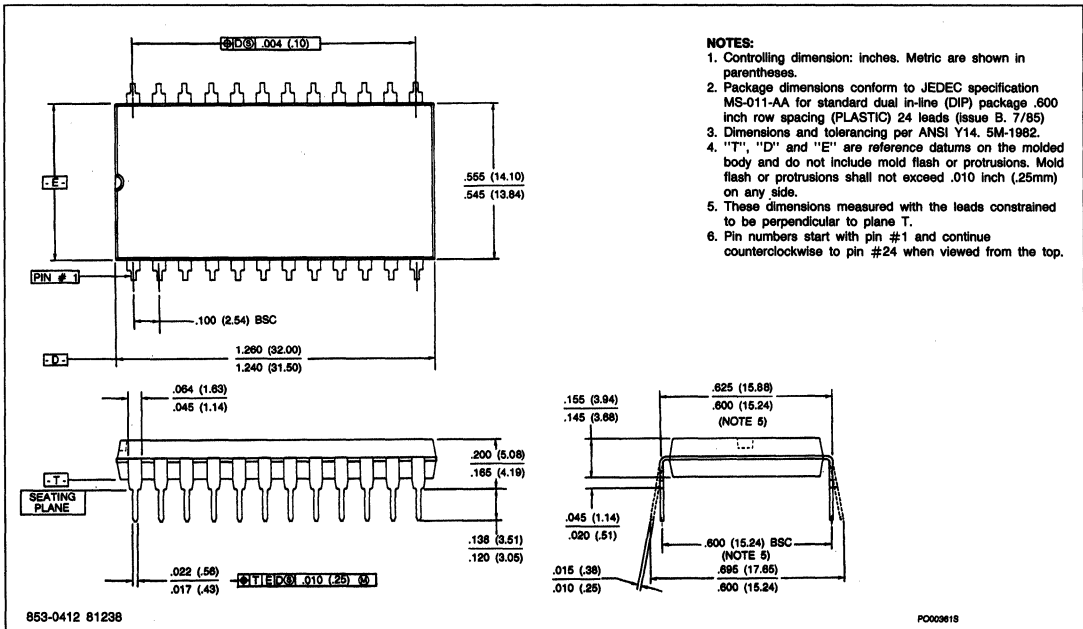 ⌖ D Ⓢ .004 (.10)
NOTES:
1. Controlling dimension: inches. Metric are shown in
parentheses.
2. Package dimensions conform to JEDEC specification
MS-011-AA for standard dual in-line (DIP) package .600
inch row spacing (PLASTIC) 24 leads (issue B. 7/85)
3. Dimensions and tolerancing per ANSI Y14. 5M-1982.
4. "T", "D" and "E" are reference datums on the molded
body and do not include mold flash or protrusions. Mold
flash or protrusions shall not exceed .010 inch (.25mm)
on any side.
5. These dimensions measured with the leads constrained
to be perpendicular to plane T.
6. Pin numbers start with pin #1 and continue
counterclockwise to pin #24 when viewed from the top.
- E -
.555 (14.10)
.545 (13.84)
PIN # 1
.100 (2.54) BSC
- D -
1.260 (32.00)
1.240 (31.50)
.064 (1.63)
.045 (1.14)
- T -
SEATING
PLANE
.200 (5.08)
.165 (4.19)
.138 (3.51)
.120 (3.05)
.022 (.56)
.017 (.43)
⌖ T E D Ⓢ .010 (.25) Ⓜ
.155 (3.94)
.145 (3.68)
.625 (15.88)
.600 (15.24)
(NOTE 5)
.045 (1.14)
.020 (.51)
.600 (15.24) BSC
(NOTE 5)
.695 (17.65)
.600 (15.24)
.015 (.38)
.010 (.25)
853-0412 81238
PO00361S